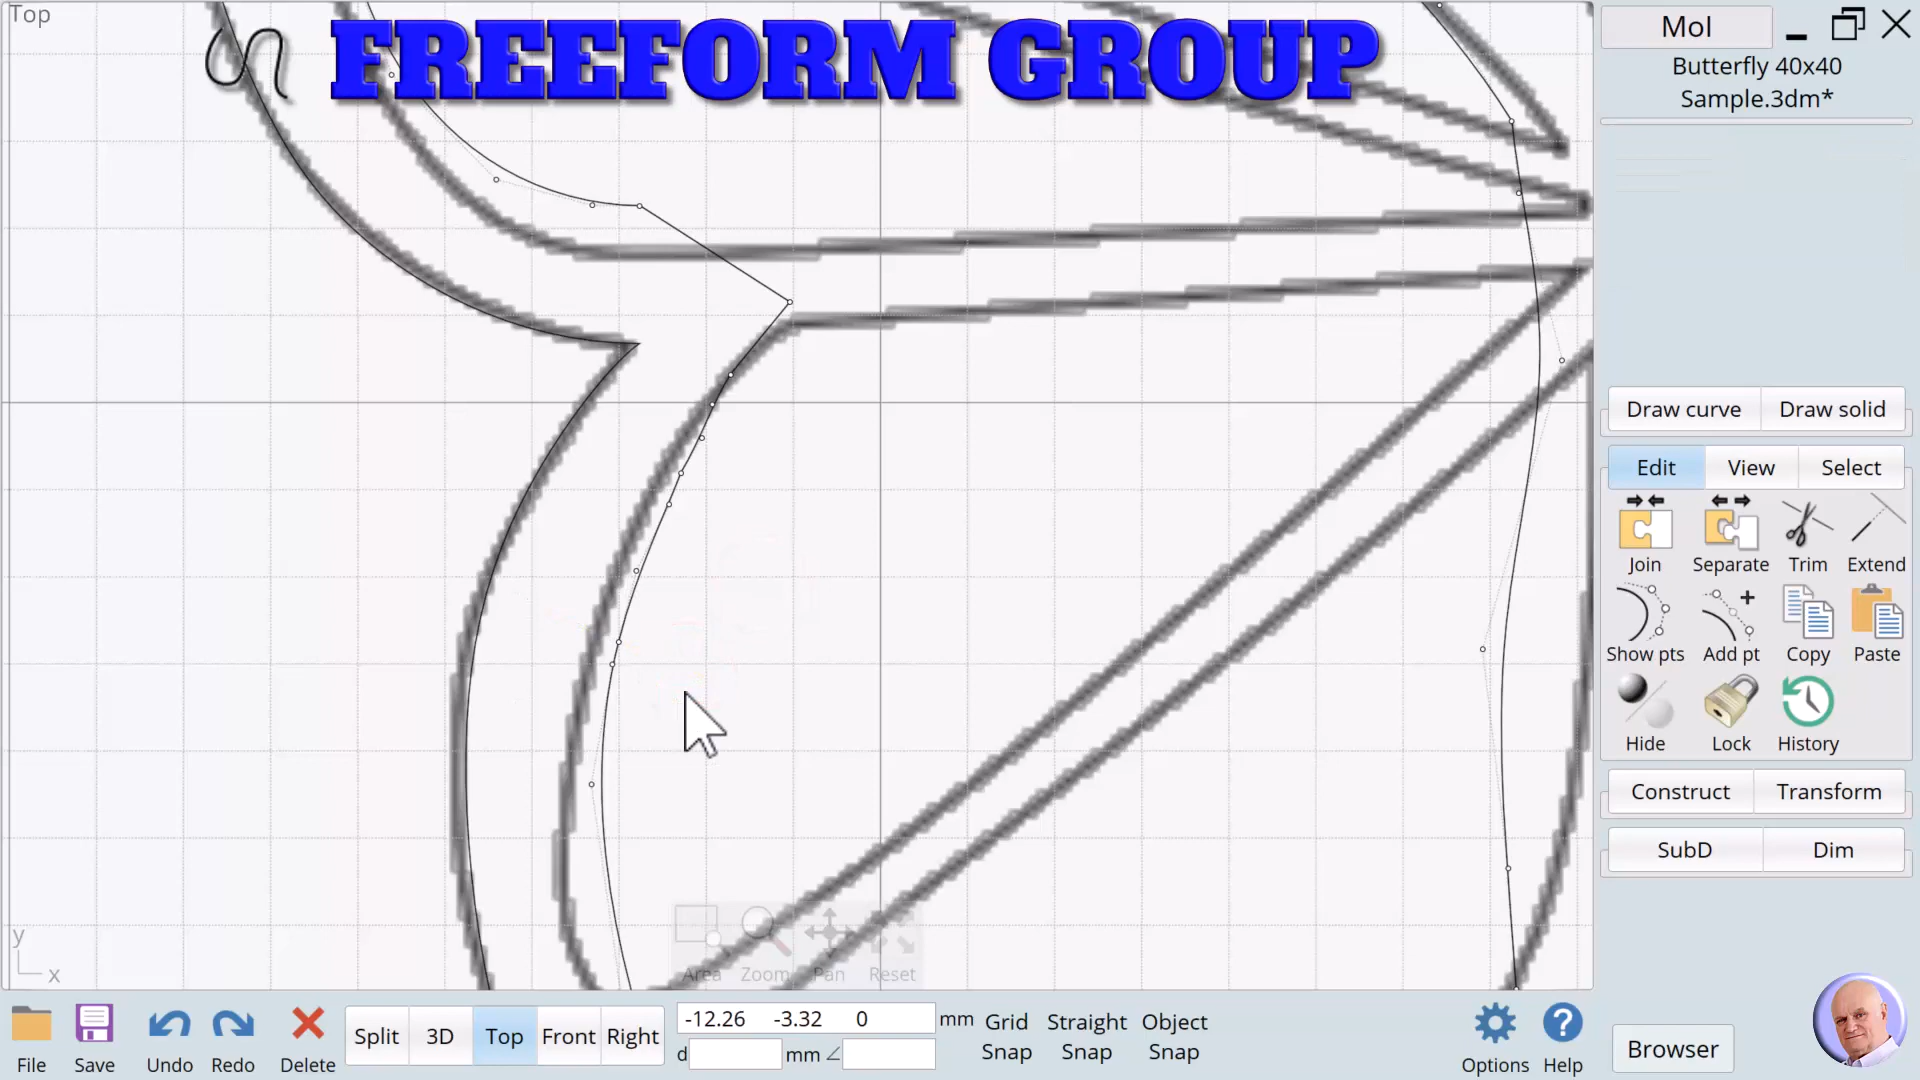 Top
FREEFORM GROUP
MoI
Butterfly 40x40
Sample.3dm*
Draw curve
Draw solid
Edit
View
Select
Join
Separate
Trim
Extend
Show pts
Add pt
Copy
Paste
Hide
Lock
History
Construct
Transform
SubD
Dim
y
x
Area
Zoom
Pan
Reset
File
Save
Undo
Redo
Delete
Split
3D
Top
Front
Right
-12.26 -3.32 0 mm
d mm ∠
Grid
Snap
Straight
Snap
Object
Snap
Options
Help
Browser